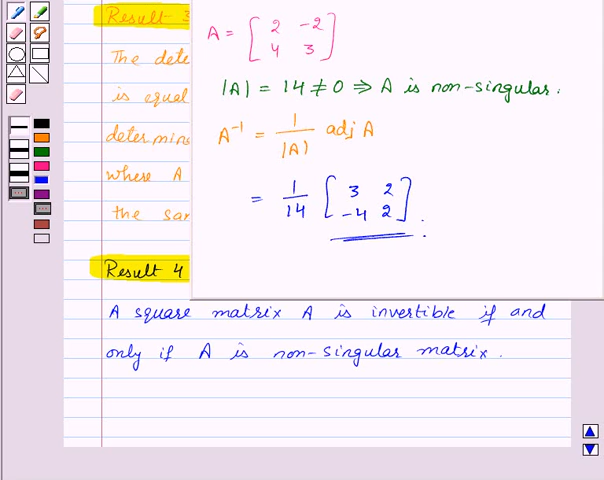 Result 3
The dete
is equal
determins
where A
the sam
A = [ 2 -2
4 3 ]
|A| = 14 ≠ 0 ⇒ A is non-singular.
A⁻¹ = 1/|A| adj A
= 1/14 [ 3 2
-4 2 ].
Result 4
A square matrix A is invertible if and
only if A is non-singular matrix.